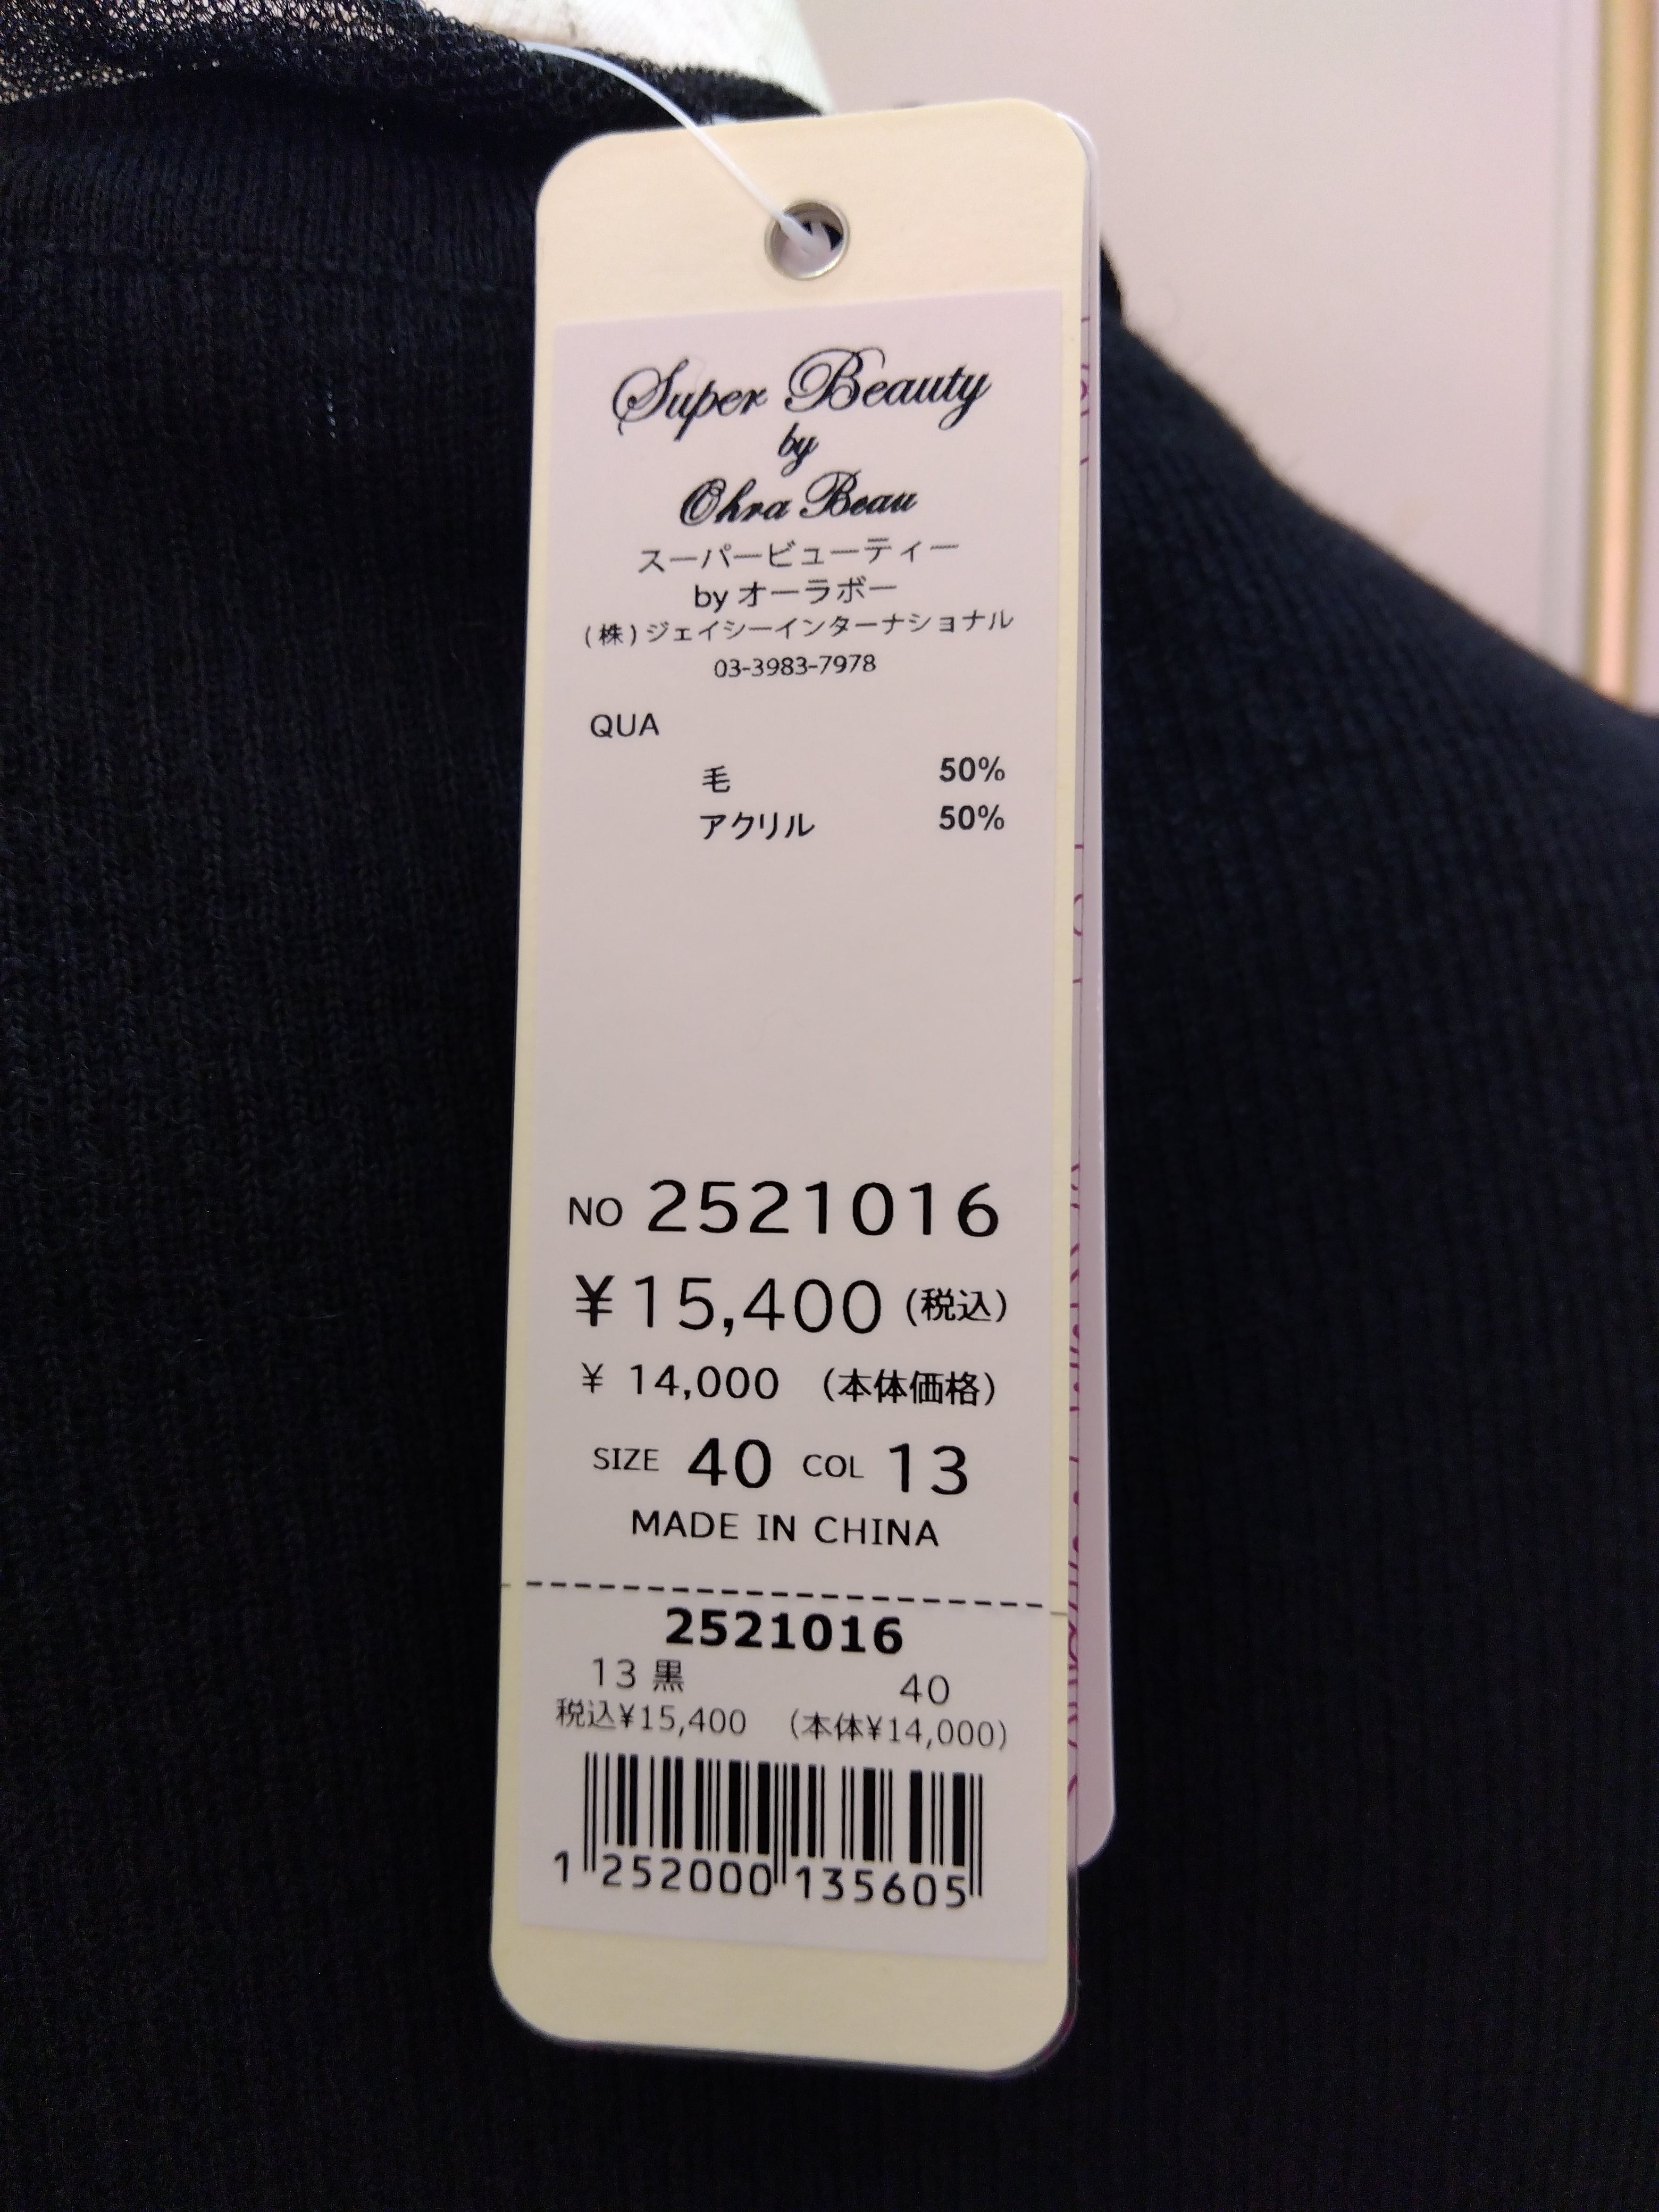 Super Beauty
by
Ohra Beau
スーパービューティー
by オーラボー
(株)ジェイシーインターナショナル
03-3983-7978
QUA
毛 50%
アクリル 50%
NO 2521016
¥15,400 (税込)
¥ 14,000 (本体価格)
SIZE 40 COL 13
MADE IN CHINA
2521016
13 黒 40
税込¥15,400 (本体¥14,000)
1 252000 135605